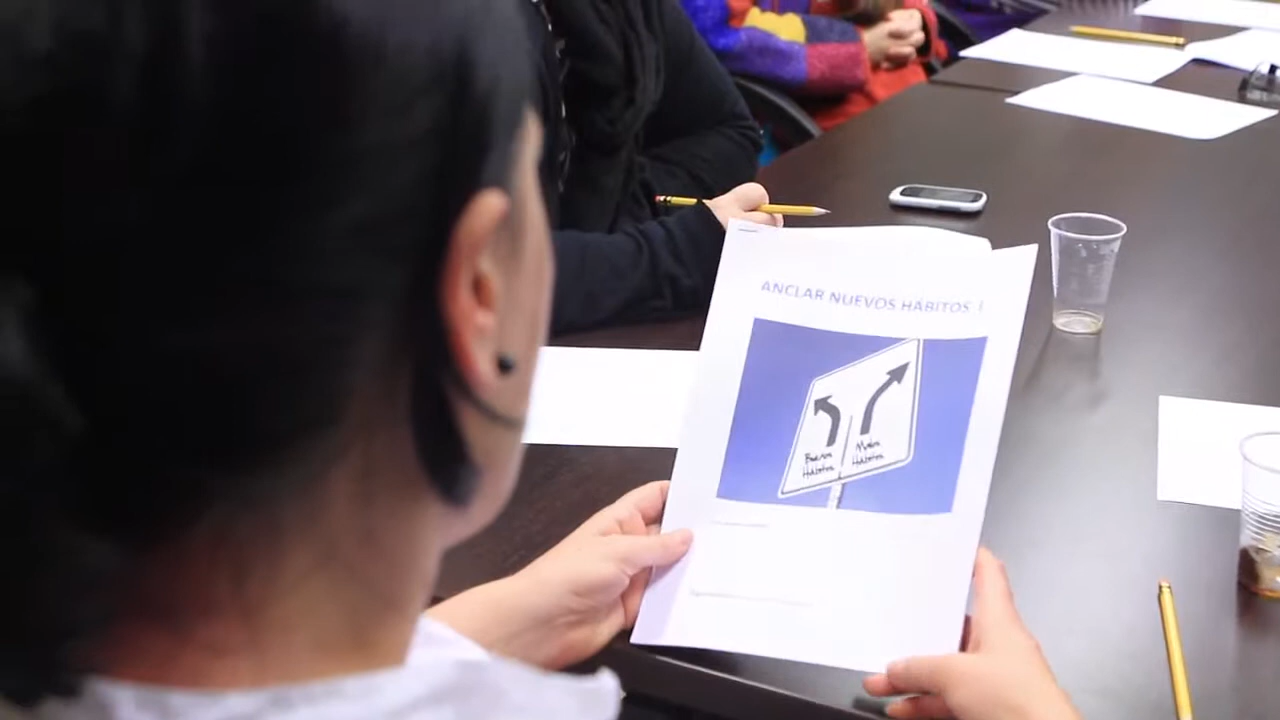 ANCLAR NUEVOS HÁBITOS !
Buenos
Hábitos
Malos
Hábitos